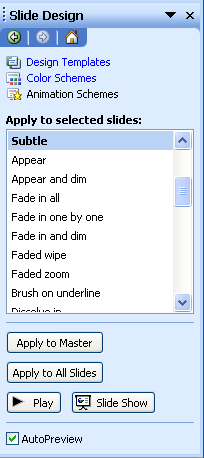 Slide Design
Design Templates
Color Schemes
Animation Schemes
Apply to selected slides:
Subtle
Appear
Appear and dim
Fade in all
Fade in one by one
Fade in and dim
Faded wipe
Faded zoom
Brush on underline
Dissolve in
Apply to Master
Apply to All Slides
Play
Slide Show
AutoPreview